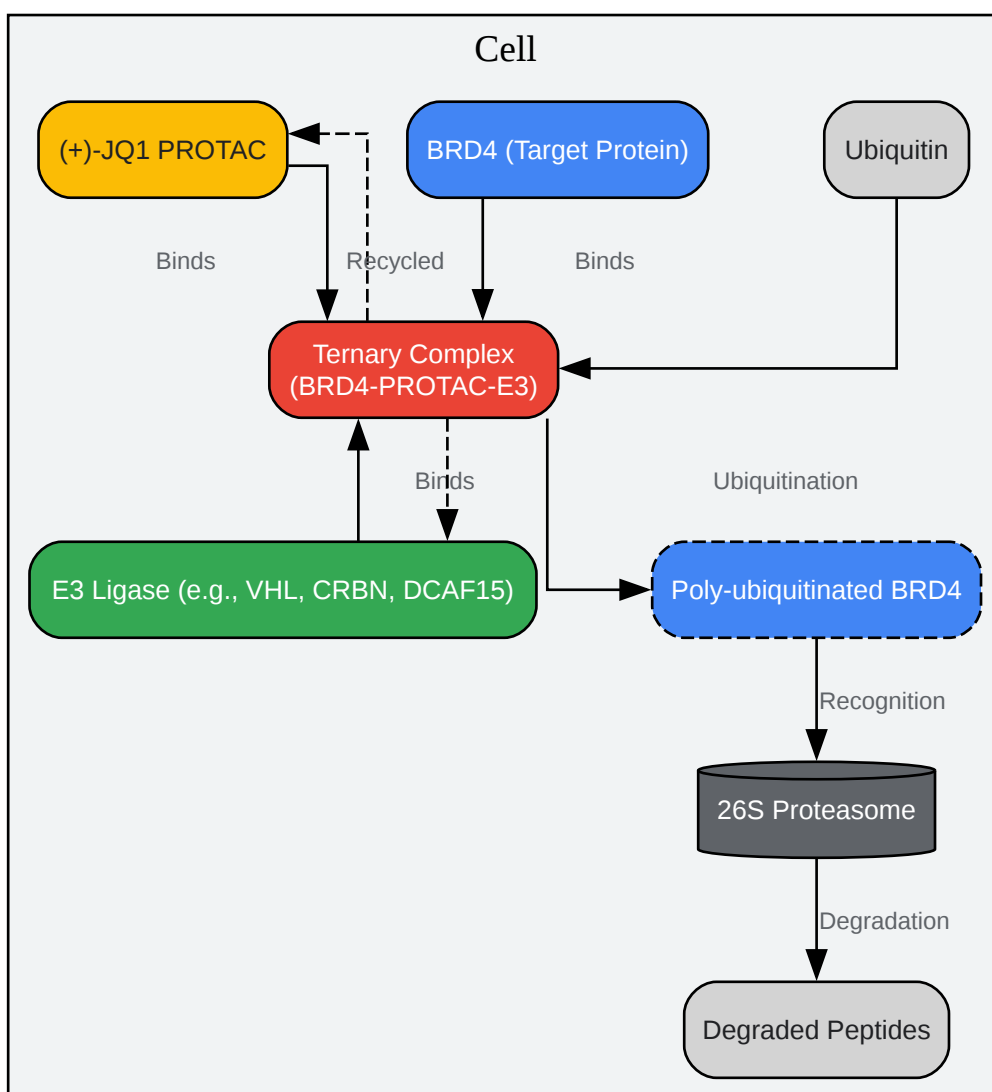 Cell
(+)-JQ1 PROTAC
BRD4 (Target Protein)
Ubiquitin
Binds
Recycled
Binds
Ternary Complex
(BRD4-PROTAC-E3)
Binds
Ubiquitination
E3 Ligase (e.g., VHL, CRBN, DCAF15)
Poly-ubiquitinated BRD4
Recognition
26S Proteasome
Degradation
Degraded Peptides